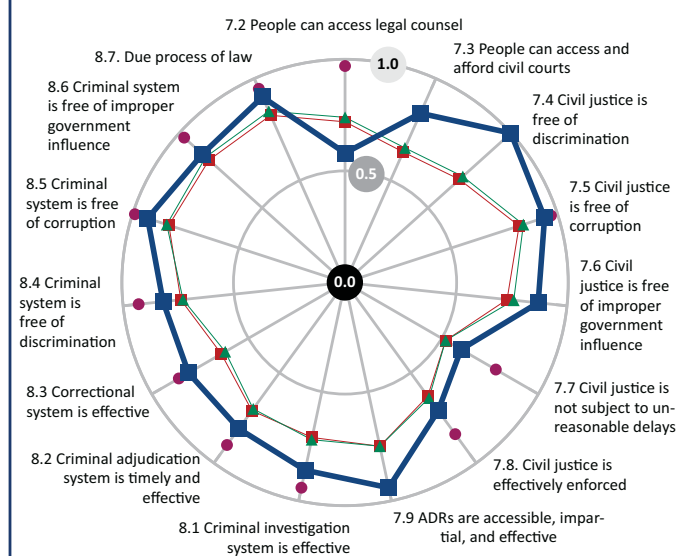 7.2 People can access legal counsel
7.3 People can access and
afford civil courts
7.4 Civil justice is
free of
discrimination
7.5 Civil justice
is free of
corruption
7.6 Civil
justice is free
of improper
government
influence
7.7 Civil justice is
not subject to un-
reasonable delays
7.8. Civil justice is
effectively enforced
7.9 ADRs are accessible, impar-
tial, and effective
8.1 Criminal investigation
system is effective
8.2 Criminal adjudication
system is timely and
effective
8.3 Correctional
system is effective
8.4 Criminal
system is
free of
discrimination
8.5 Criminal
system is free
of corruption
8.6 Criminal system
is free of improper
government
influence
8.7. Due process of law
1.0
0.5
0.0